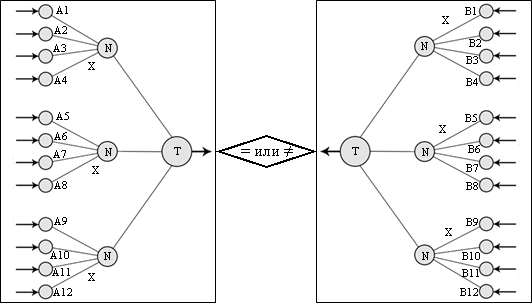 A1
A2
A3
A4
X
N
A5
A6
A7
A8
X
N
A9
A10
A11
A12
X
N
T
= или ≠
T
B1
B2
B3
B4
X
N
B5
B6
B7
B8
X
N
B9
B10
B11
B12
X
N